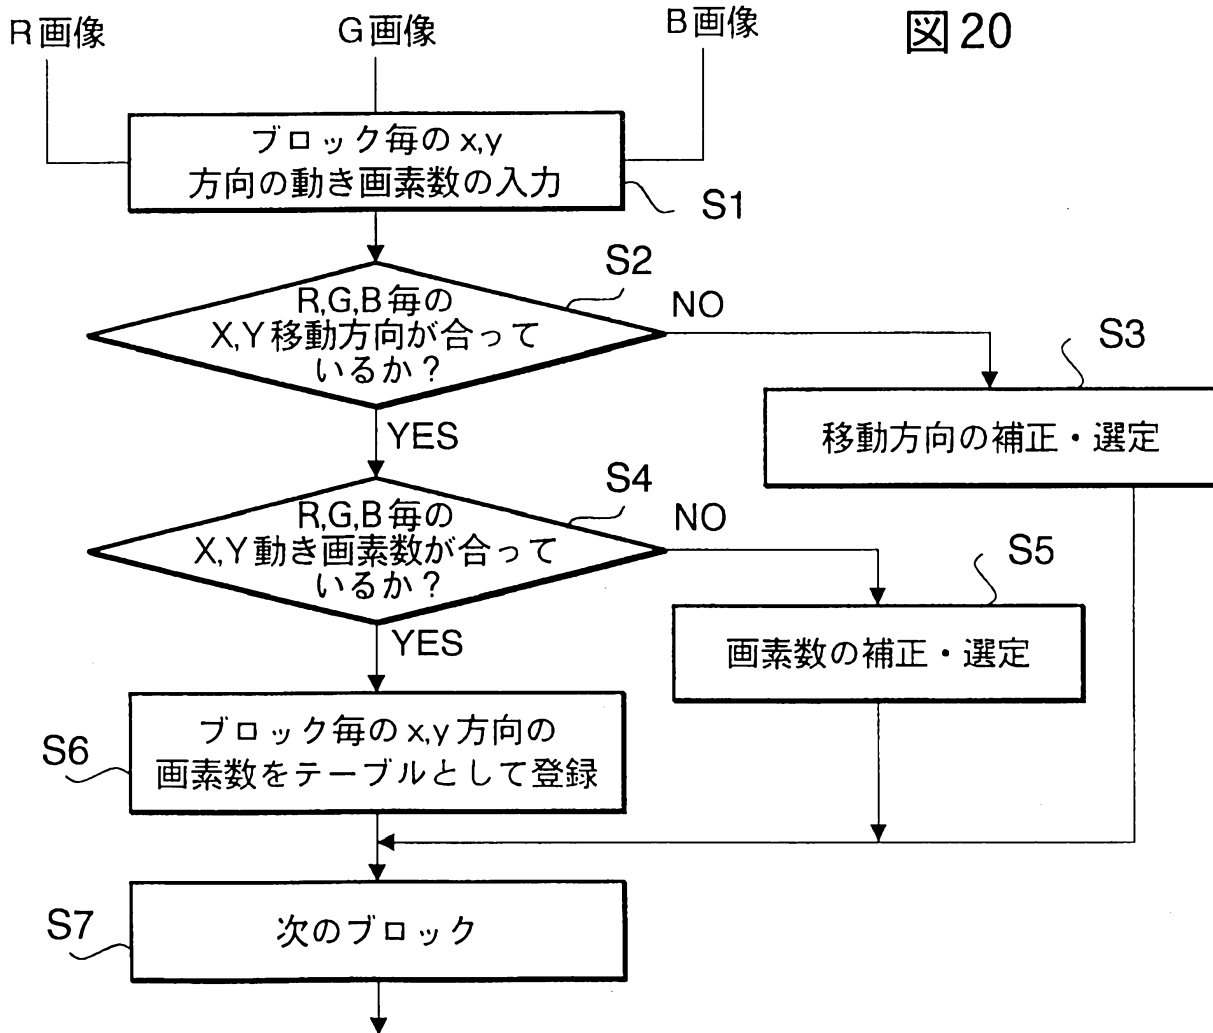 図20
R画像
G画像
B画像
ブロック毎のx,y
方向の動き画素数の入力
S1
S2
R,G,B毎の
X,Y移動方向が合って
いるか？
NO
YES
S3
移動方向の補正・選定
S4
R,G,B毎の
X,Y動き画素数が合って
いるか？
NO
YES
S5
画素数の補正・選定
S6
ブロック毎のx,y方向の
画素数をテーブルとして登録
S7
次のブロック